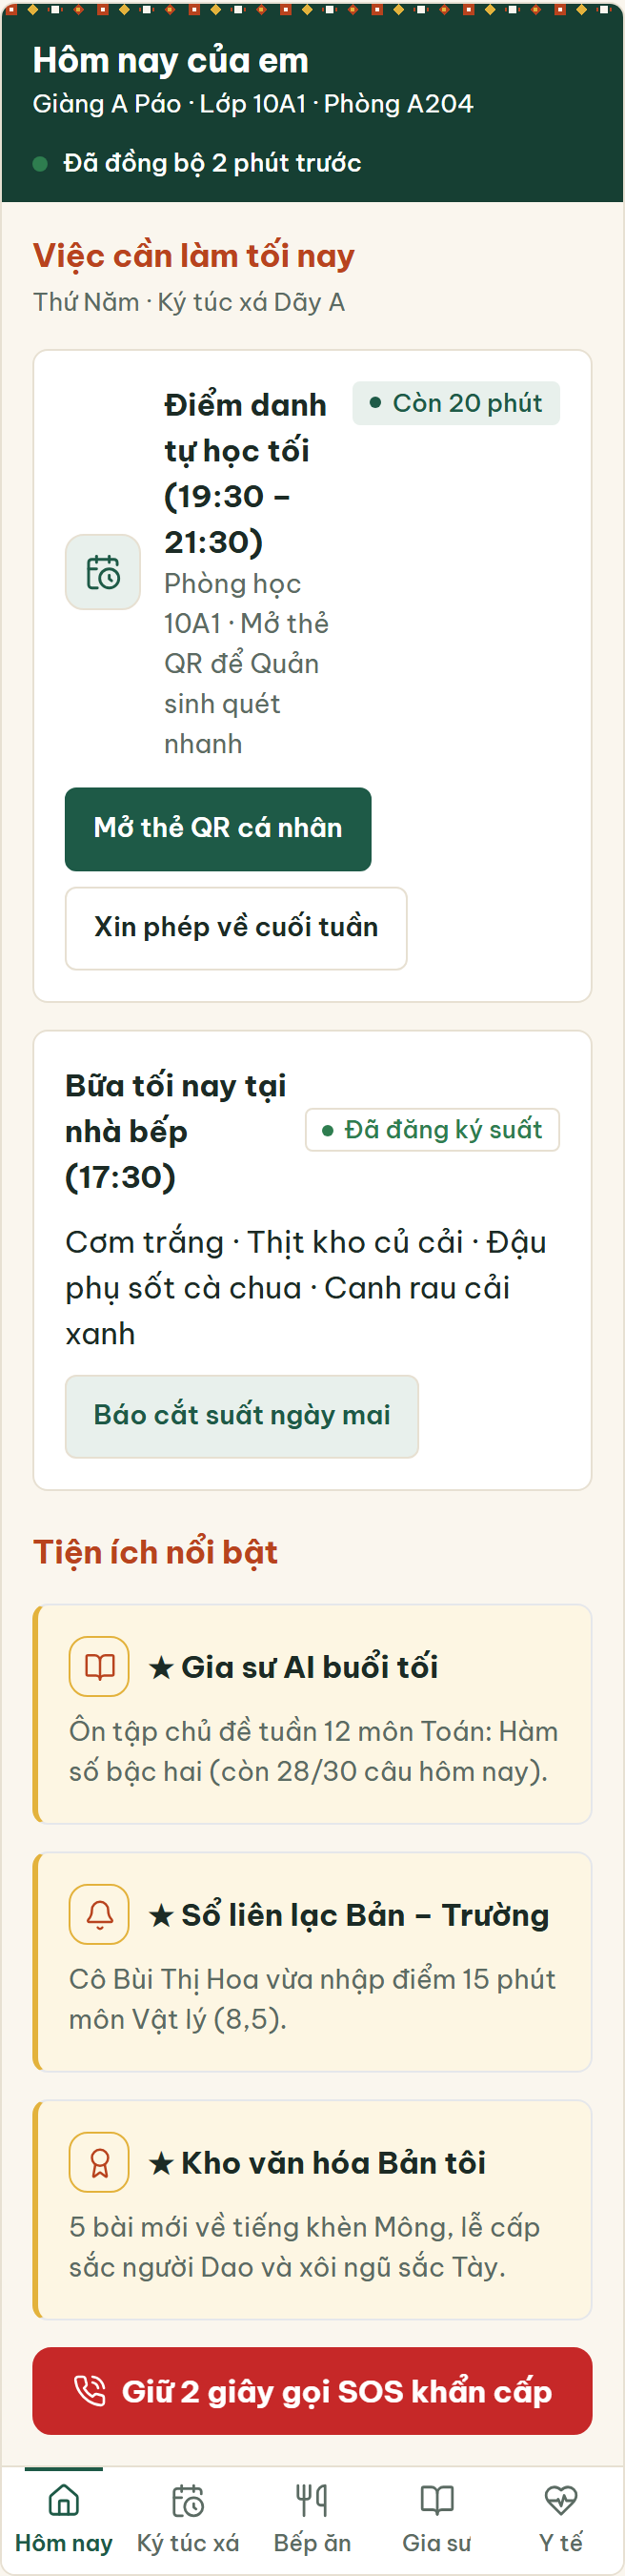 Hôm nay của em
Giàng A Páo · Lớp 10A1 · Phòng A204
Đã đồng bộ 2 phút trước
Việc cần làm tối nay
Thứ Năm · Ký túc xá Dãy A
Điểm danh
tự học tối
(19:30 –
21:30)
Còn 20 phút
Phòng học
10A1 · Mở thẻ
QR để Quản
sinh quét
nhanh
Mở thẻ QR cá nhân
Xin phép về cuối tuần
Bữa tối nay tại
nhà bếp
(17:30)
Đã đăng ký suất
Cơm trắng · Thịt kho củ cải · Đậu
phụ sốt cà chua · Canh rau cải
xanh
Báo cắt suất ngày mai
Tiện ích nổi bật
★ Gia sư AI buổi tối
Ôn tập chủ đề tuần 12 môn Toán: Hàm
số bậc hai (còn 28/30 câu hôm nay).
★ Sổ liên lạc Bản – Trường
Cô Bùi Thị Hoa vừa nhập điểm 15 phút
môn Vật lý (8,5).
★ Kho văn hóa Bản tôi
5 bài mới về tiếng khèn Mông, lễ cấp
sắc người Dao và xôi ngũ sắc Tày.
Giữ 2 giây gọi SOS khẩn cấp
Hôm nay
Ký túc xá
Bếp ăn
Gia sư
Y tế